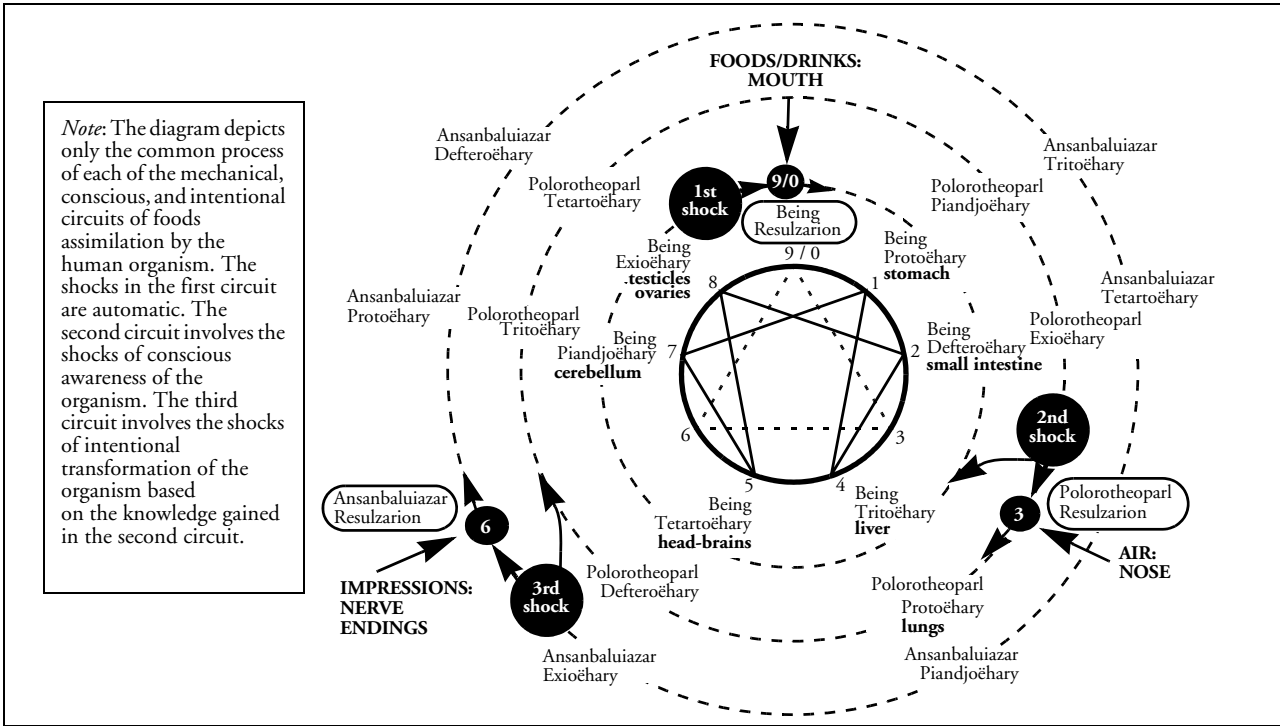 Note: The diagram depicts
only the common process
of each of the mechanical,
conscious, and intentional
circuits of foods
assimilation by the
human organism. The
shocks in the first circuit
are automatic. The
second circuit involves the
shocks of conscious
awareness of the
organism. The third
circuit involves the shocks
of intentional
transformation of the
organism based
on the knowledge gained
in the second circuit.
FOODS/DRINKS:
MOUTH
Ansanbaluiazar
Defteroëhary
Ansanbaluiazar
Tritoëhary
Polorotheoparl
Tetartoëhary
1st
shock
9/0
Polorotheoparl
Piandjoëhary
Being
Resulzarion
Being
Exioëhary
testicles
ovaries
9 / 0
Being
Protoëhary
stomach
8
1
Ansanbaluiazar
Protoëhary
Ansanbaluiazar
Tetartoëhary
Polorotheoparl
Tritoëhary
Polorotheoparl
Exioëhary
Being
Piandjoëhary
cerebellum
7
2
Being
Defteroëhary
small intestine
6
3
2nd
shock
5
4
Being
Tetartoëhary
head-brains
Being
Tritoëhary
liver
Ansanbaluiazar
Resulzarion
6
3
Polorotheoparl
Resulzarion
IMPRESSIONS:
NERVE
ENDINGS
3rd
shock
Polorotheoparl
Defteroëhary
AIR:
NOSE
Polorotheoparl
Protoëhary
lungs
Ansanbaluiazar
Exioëhary
Ansanbaluiazar
Piandjoëhary